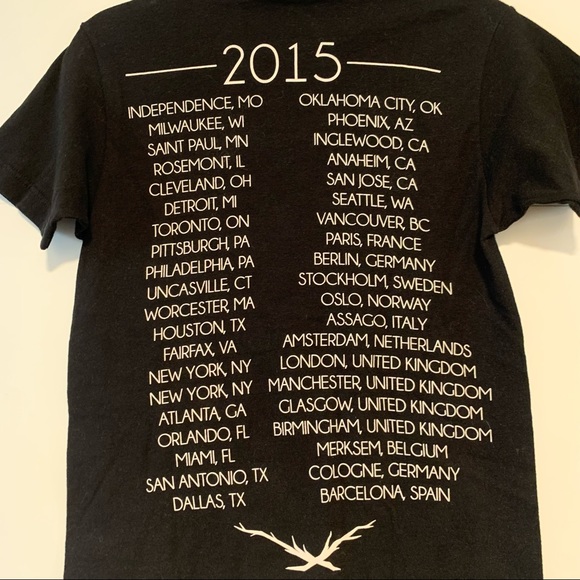 2015
INDEPENDENCE, MO
MILWAUKEE, WI
SAINT PAUL, MN
ROSEMONT, IL
CLEVELAND, OH
DETROIT, MI
TORONTO, ON
PITTSBURGH, PA
PHILADELPHIA, PA
UNCASVILLE, CT
WORCESTER, MA
HOUSTON, TX
FAIRFAX, VA
NEW YORK, NY
NEW YORK, NY
ATLANTA, GA
ORLANDO, FL
MIAMI, FL
SAN ANTONIO, TX
DALLAS, TX
OKLAHOMA CITY, OK
PHOENIX, AZ
INGLEWOOD, CA
ANAHEIM, CA
SAN JOSE, CA
SEATTLE, WA
VANCOUVER, BC
PARIS, FRANCE
BERLIN, GERMANY
STOCKHOLM, SWEDEN
OSLO, NORWAY
ASSAGO, ITALY
AMSTERDAM, NETHERLANDS
LONDON, UNITED KINGDOM
MANCHESTER, UNITED KINGDOM
GLASGOW, UNITED KINGDOM
BIRMINGHAM, UNITED KINGDOM
MERKSEM, BELGIUM
COLOGNE, GERMANY
BARCELONA, SPAIN